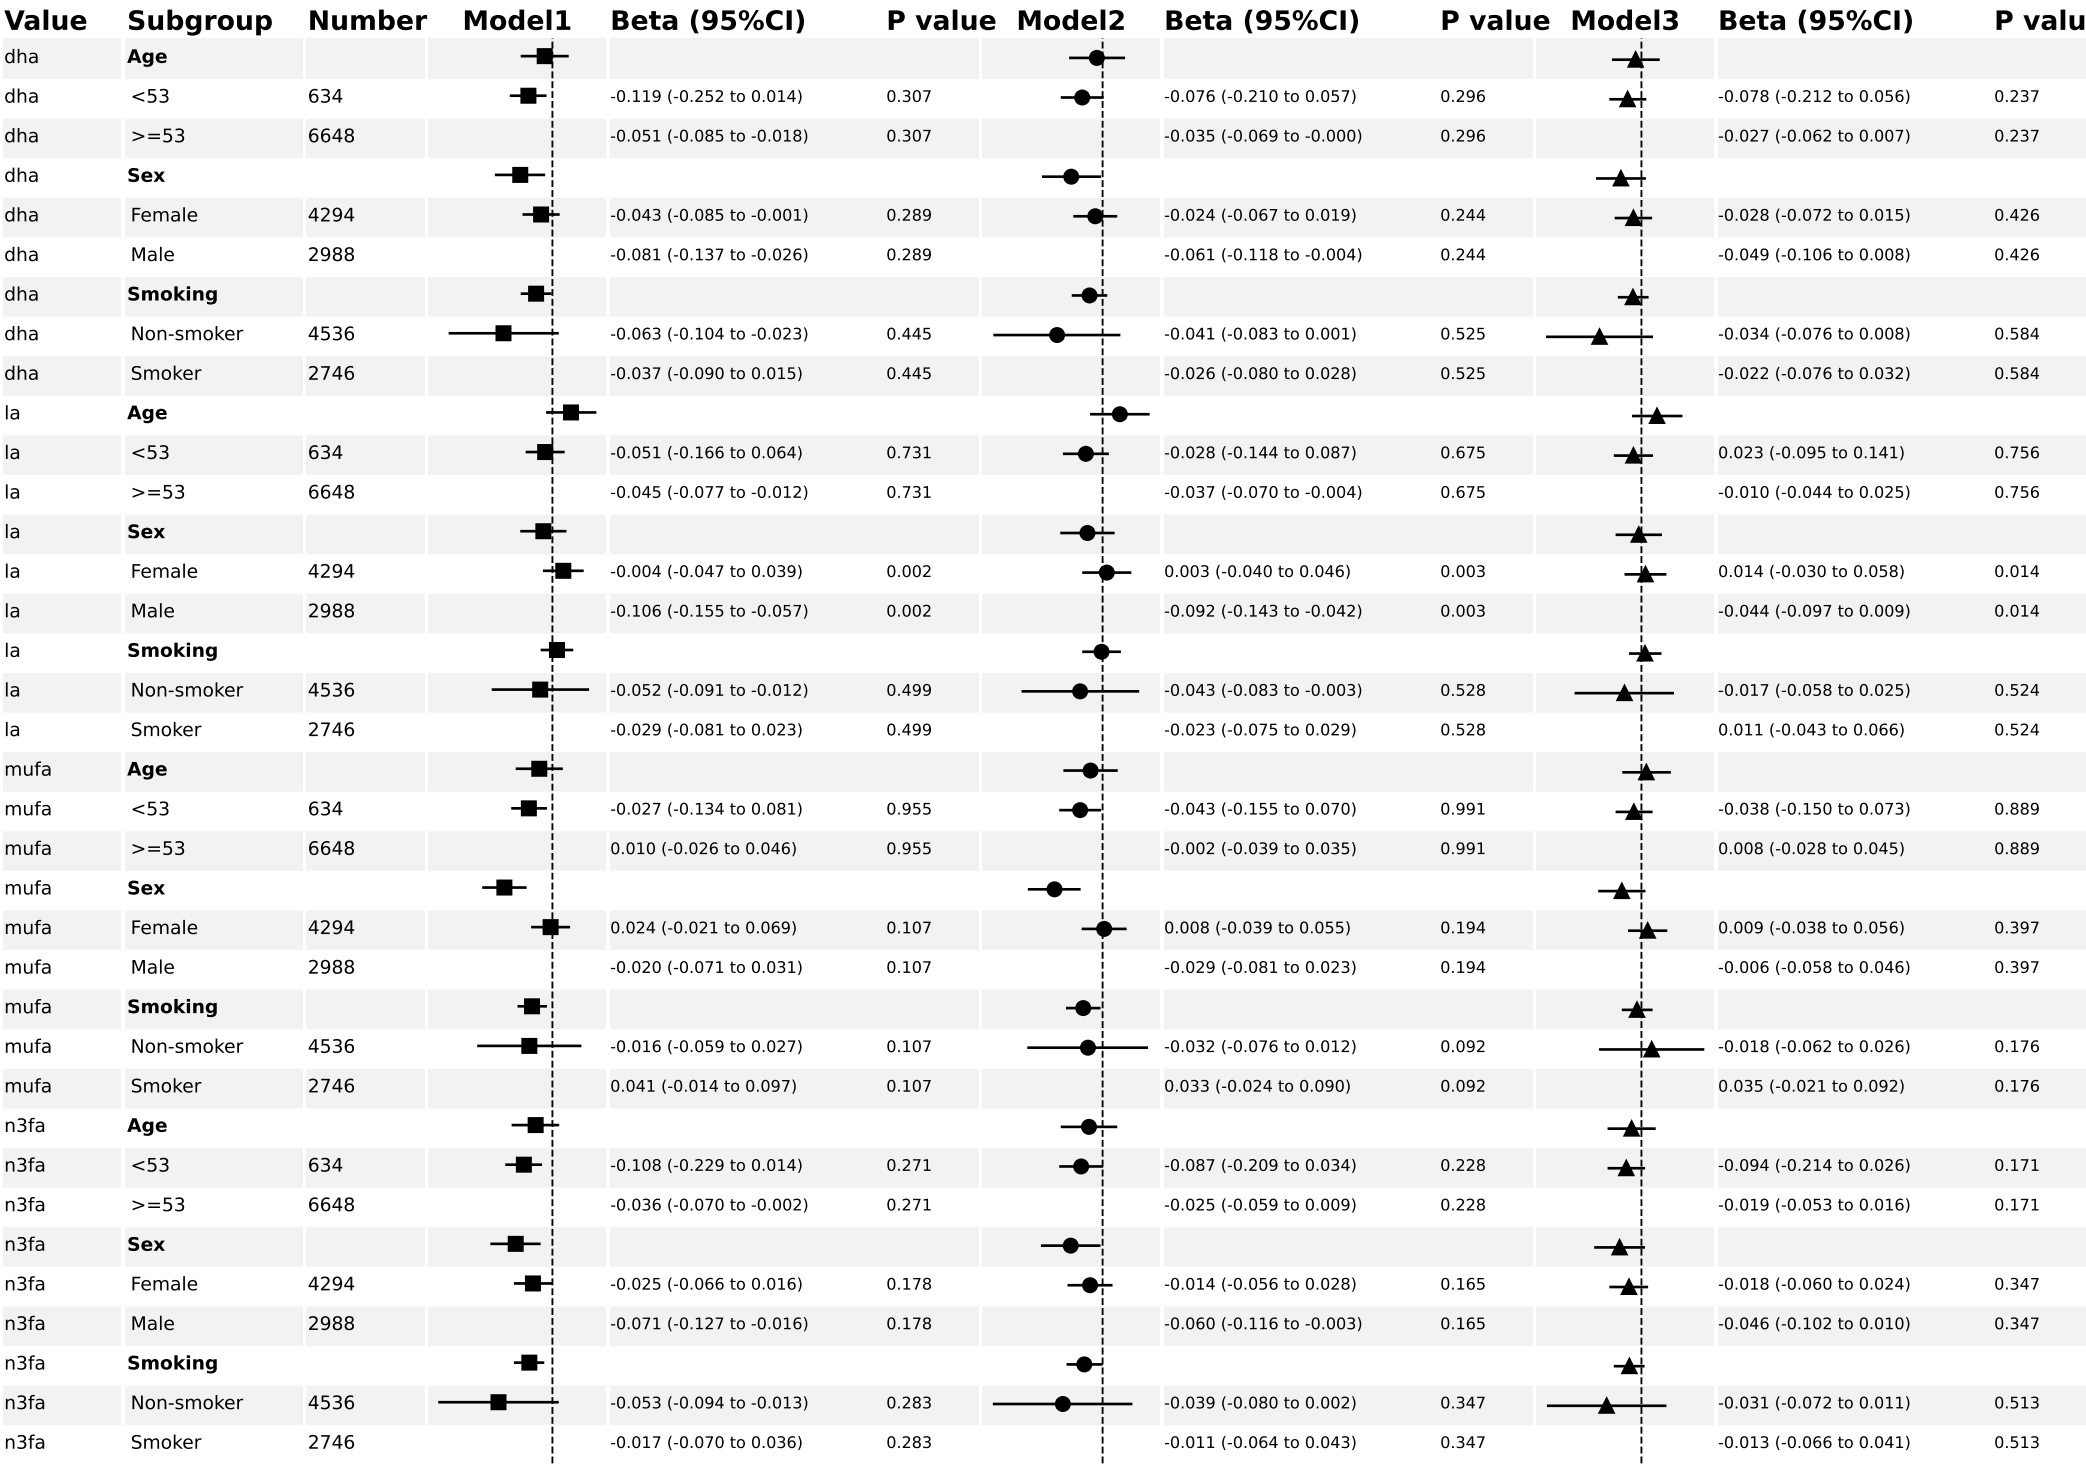 Value Subgroup Number Model1 Beta (95%CI) P value Model2 Beta (95%CI) P value Model3 Beta (95%CI) P valu
dha Age
dha <53 634 -0.119 (-0.252 to 0.014) 0.307 -0.076 (-0.210 to 0.057) 0.296 -0.078 (-0.212 to 0.056) 0.237
dha >=53 6648 -0.051 (-0.085 to -0.018) 0.307 -0.035 (-0.069 to -0.000) 0.296 -0.027 (-0.062 to 0.007) 0.237
dha Sex
dha Female 4294 -0.043 (-0.085 to -0.001) 0.289 -0.024 (-0.067 to 0.019) 0.244 -0.028 (-0.072 to 0.015) 0.426
dha Male 2988 -0.081 (-0.137 to -0.026) 0.289 -0.061 (-0.118 to -0.004) 0.244 -0.049 (-0.106 to 0.008) 0.426
dha Smoking
dha Non-smoker 4536 -0.063 (-0.104 to -0.023) 0.445 -0.041 (-0.083 to 0.001) 0.525 -0.034 (-0.076 to 0.008) 0.584
dha Smoker 2746 -0.037 (-0.090 to 0.015) 0.445 -0.026 (-0.080 to 0.028) 0.525 -0.022 (-0.076 to 0.032) 0.584
la Age
la <53 634 -0.051 (-0.166 to 0.064) 0.731 -0.028 (-0.144 to 0.087) 0.675 0.023 (-0.095 to 0.141) 0.756
la >=53 6648 -0.045 (-0.077 to -0.012) 0.731 -0.037 (-0.070 to -0.004) 0.675 -0.010 (-0.044 to 0.025) 0.756
la Sex
la Female 4294 -0.004 (-0.047 to 0.039) 0.002 0.003 (-0.040 to 0.046) 0.003 0.014 (-0.030 to 0.058) 0.014
la Male 2988 -0.106 (-0.155 to -0.057) 0.002 -0.092 (-0.143 to -0.042) 0.003 -0.044 (-0.097 to 0.009) 0.014
la Smoking
la Non-smoker 4536 -0.052 (-0.091 to -0.012) 0.499 -0.043 (-0.083 to -0.003) 0.528 -0.017 (-0.058 to 0.025) 0.524
la Smoker 2746 -0.029 (-0.081 to 0.023) 0.499 -0.023 (-0.075 to 0.029) 0.528 0.011 (-0.043 to 0.066) 0.524
mufa Age
mufa <53 634 -0.027 (-0.134 to 0.081) 0.955 -0.043 (-0.155 to 0.070) 0.991 -0.038 (-0.150 to 0.073) 0.889
mufa >=53 6648 0.010 (-0.026 to 0.046) 0.955 -0.002 (-0.039 to 0.035) 0.991 0.008 (-0.028 to 0.045) 0.889
mufa Sex
mufa Female 4294 0.024 (-0.021 to 0.069) 0.107 0.008 (-0.039 to 0.055) 0.194 0.009 (-0.038 to 0.056) 0.397
mufa Male 2988 -0.020 (-0.071 to 0.031) 0.107 -0.029 (-0.081 to 0.023) 0.194 -0.006 (-0.058 to 0.046) 0.397
mufa Smoking
mufa Non-smoker 4536 -0.016 (-0.059 to 0.027) 0.107 -0.032 (-0.076 to 0.012) 0.092 -0.018 (-0.062 to 0.026) 0.176
mufa Smoker 2746 0.041 (-0.014 to 0.097) 0.107 0.033 (-0.024 to 0.090) 0.092 0.035 (-0.021 to 0.092) 0.176
n3fa Age
n3fa <53 634 -0.108 (-0.229 to 0.014) 0.271 -0.087 (-0.209 to 0.034) 0.228 -0.094 (-0.214 to 0.026) 0.171
n3fa >=53 6648 -0.036 (-0.070 to -0.002) 0.271 -0.025 (-0.059 to 0.009) 0.228 -0.019 (-0.053 to 0.016) 0.171
n3fa Sex
n3fa Female 4294 -0.025 (-0.066 to 0.016) 0.178 -0.014 (-0.056 to 0.028) 0.165 -0.018 (-0.060 to 0.024) 0.347
n3fa Male 2988 -0.071 (-0.127 to -0.016) 0.178 -0.060 (-0.116 to -0.003) 0.165 -0.046 (-0.102 to 0.010) 0.347
n3fa Smoking
n3fa Non-smoker 4536 -0.053 (-0.094 to -0.013) 0.283 -0.039 (-0.080 to 0.002) 0.347 -0.031 (-0.072 to 0.011) 0.513
n3fa Smoker 2746 -0.017 (-0.070 to 0.036) 0.283 -0.011 (-0.064 to 0.043) 0.347 -0.013 (-0.066 to 0.041) 0.513